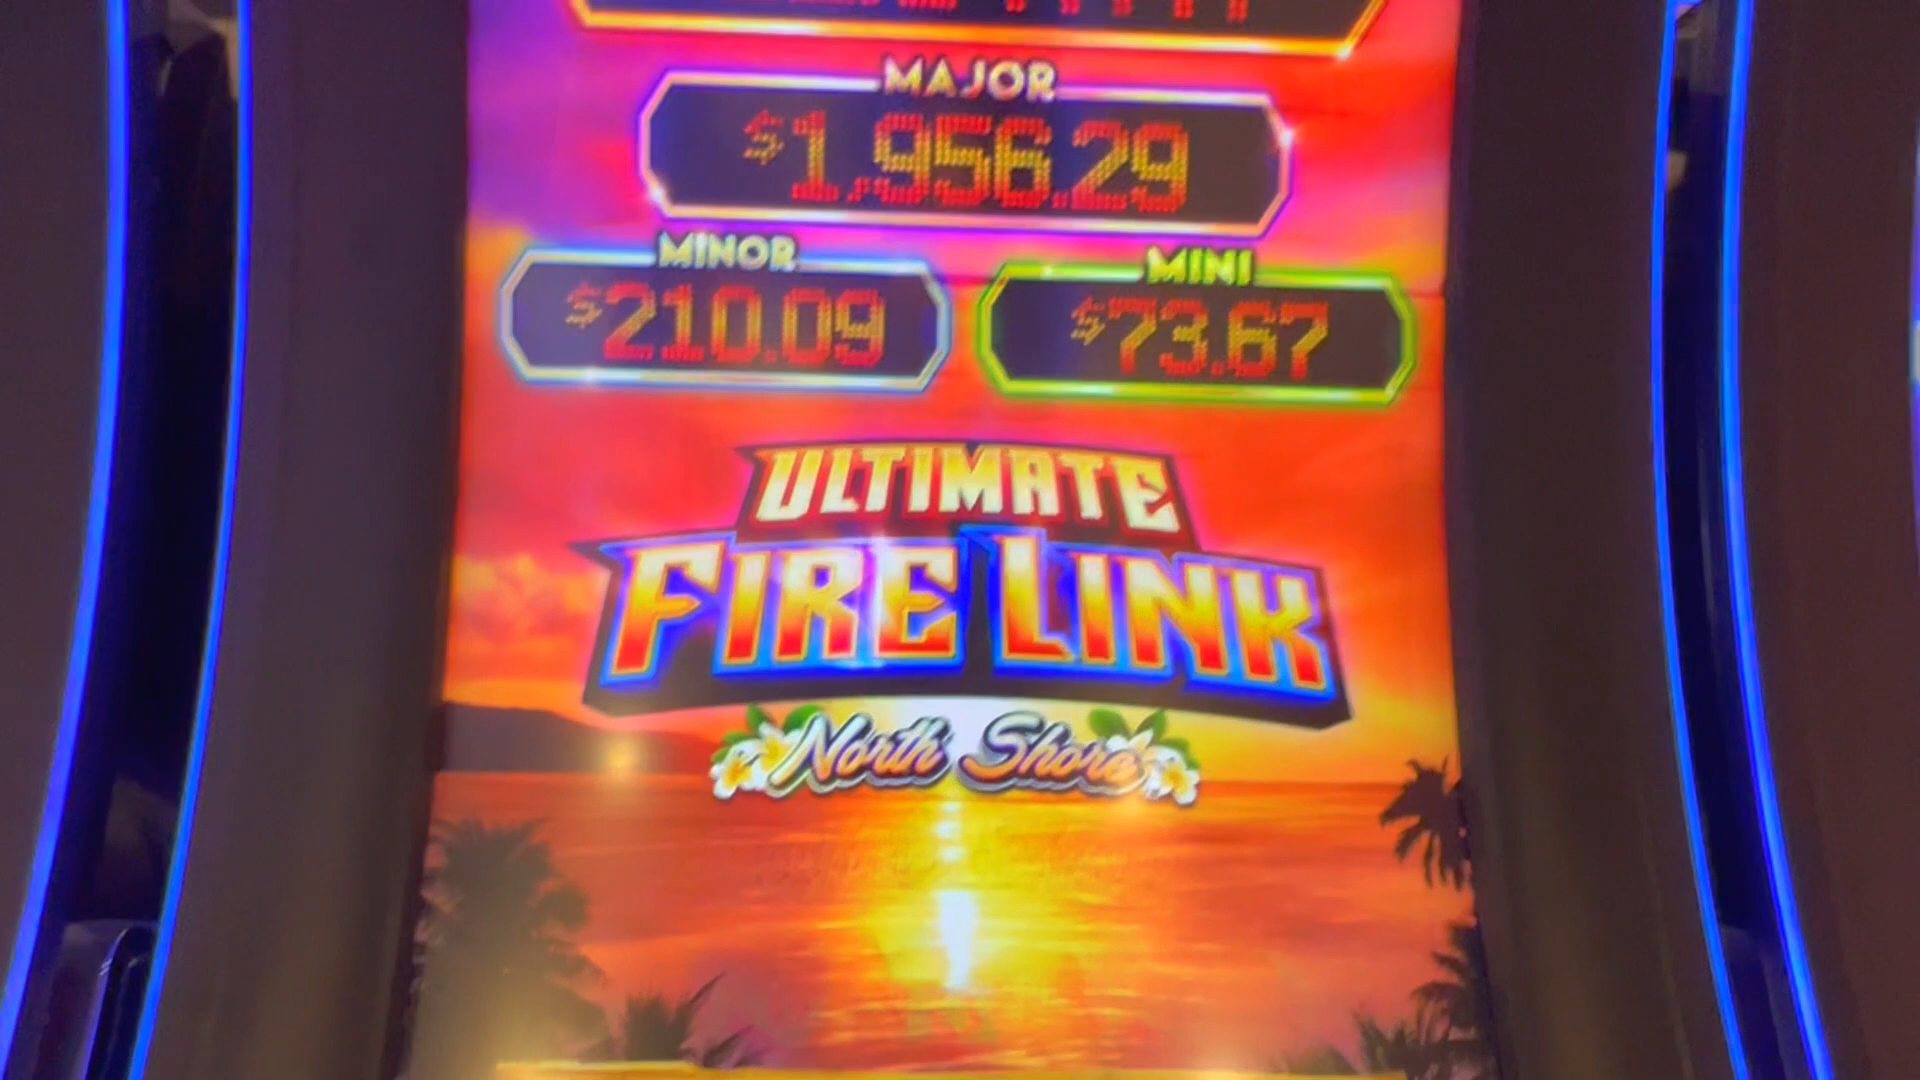 MAJOR
$1,956.29
MINOR
$210.09
MINI
$73.67
ULTIMATE
FIRE LINK
North Shore